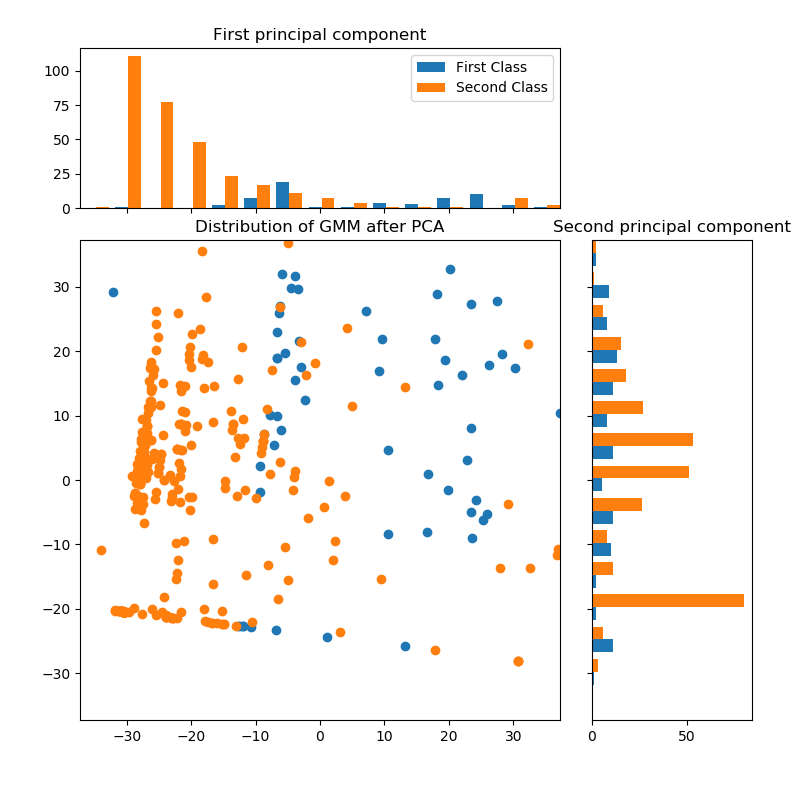 First principal component
100
75
50
25
0
First Class
Second Class
Distribution of GMM after PCA
Second principal component
30
20
10
0
−10
−20
−30
−30 −20 −10 0 10 20 30
0 50